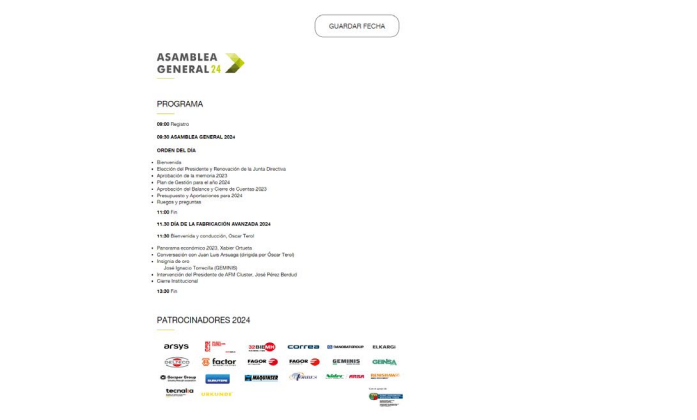 GUARDAR FECHA
ASAMBLEA
GENERAL 24
PROGRAMA
09:00 Registro
09:30 ASAMBLEA GENERAL 2024
ORDEN DEL DÍA
Bienvenida
Elección del Presidente y Renovación de la Junta Directiva
Aprobación de la memoria 2023
Plan de Gestión para el año 2024
Aprobación del Balance y Cierre de Cuentas 2023
Presupuesto y Aportaciones para 2024
Ruegos y preguntas
11:00 Fin
11:30 DÍA DE LA FABRICACIÓN AVANZADA 2024
11:30 Bienvenida y conducción, Óscar Terol
Panorama económico 2023, Xabier Ortueta
Conversación con Juan Luis Arsuaga (dirigida por Óscar Terol)
Insignia de oro
José Ignacio Torrecilla (GEMINIS)
Intervención del Presidente de AFM Cluster, José Pérez Berdud
Cierre Institucional
13:30 Fin
PATROCINADORES 2024
arsys
correa
DANOBATGROUP
ELKARGI
factor
FAGOR
FAGOR
GEMINIS
Gasper Group
MAQUINSER
tecnalia